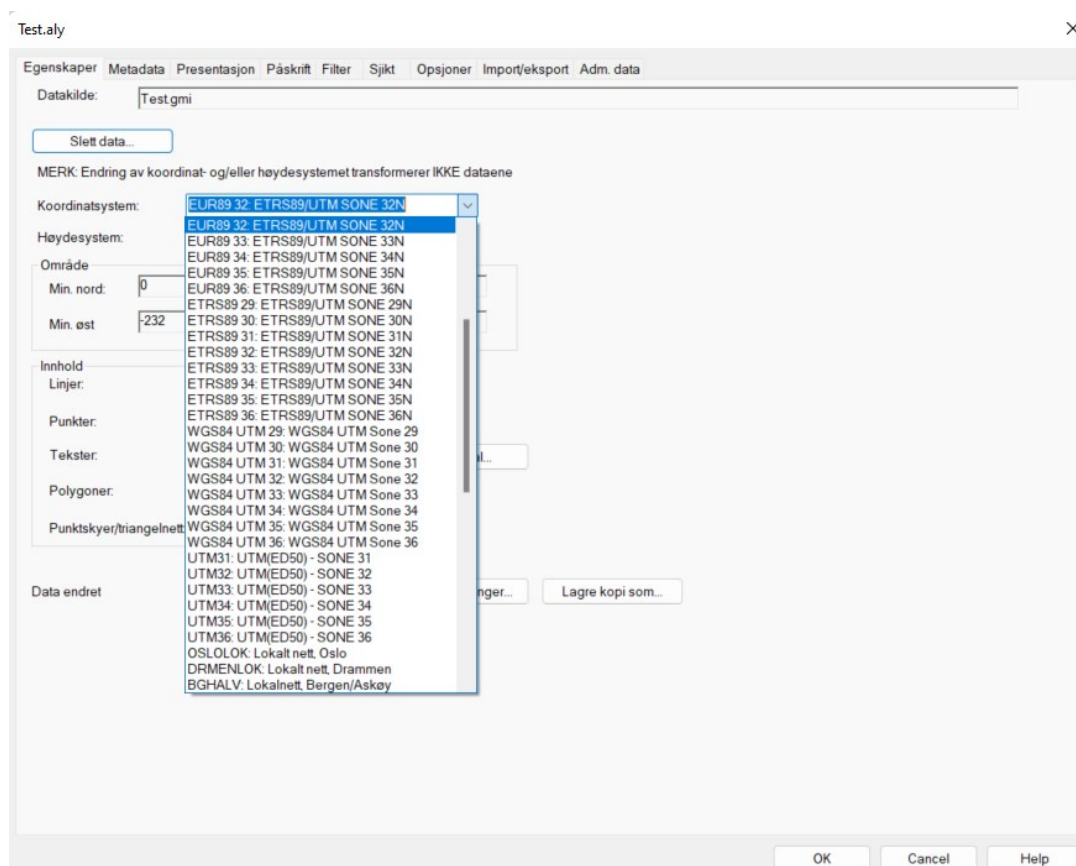 Test.aly
Egenskaper Metadata Presentasjon Påskrift Filter Sjikt Opsjoner Import/eksport Adm. data
Datakilde: Test.gmi
Slett data...
MERK: Endring av koordinat- og/eller høydesystemet transformerer IKKE dataene
Koordinatsystem: EUR89 32: ETRS89/UTM SONE 32N
EUR89 32: ETRS89/UTM SONE 32N
Høydesystem: EUR89 33: ETRS89/UTM SONE 33N
EUR89 34: ETRS89/UTM SONE 34N
Område EUR89 35: ETRS89/UTM SONE 35N
Min. nord: 0 EUR89 36: ETRS89/UTM SONE 36N
ETRS89 29: ETRS89/UTM SONE 29N
Min. øst -232 ETRS89 30: ETRS89/UTM SONE 30N
ETRS89 31: ETRS89/UTM SONE 31N
ETRS89 32: ETRS89/UTM SONE 32N
Innhold ETRS89 33: ETRS89/UTM SONE 33N
Linjer: ETRS89 34: ETRS89/UTM SONE 34N
ETRS89 35: ETRS89/UTM SONE 35N
Punkter: ETRS89 36: ETRS89/UTM SONE 36N
WGS84 UTM 29: WGS84 UTM Sone 29
WGS84 UTM 30: WGS84 UTM Sone 30
Tekster: WGS84 UTM 31: WGS84 UTM Sone 31
WGS84 UTM 32: WGS84 UTM Sone 32
Polygoner: WGS84 UTM 33: WGS84 UTM Sone 33
WGS84 UTM 34: WGS84 UTM Sone 34
Punktskyer/triangelnett WGS84 UTM 35: WGS84 UTM Sone 35
WGS84 UTM 36: WGS84 UTM Sone 36
UTM31: UTM(ED50) - SONE 31
UTM32: UTM(ED50) - SONE 32
Data endret UTM33: UTM(ED50) - SONE 33 nger... Lagre kopi som...
UTM34: UTM(ED50) - SONE 34
UTM35: UTM(ED50) - SONE 35
UTM36: UTM(ED50) - SONE 36
OSLOLOK: Lokalt nett, Oslo
DRMENLOK: Lokalt nett, Drammen
BGHALV: Lokalnett, Bergen/Askøy
OK Cancel Help